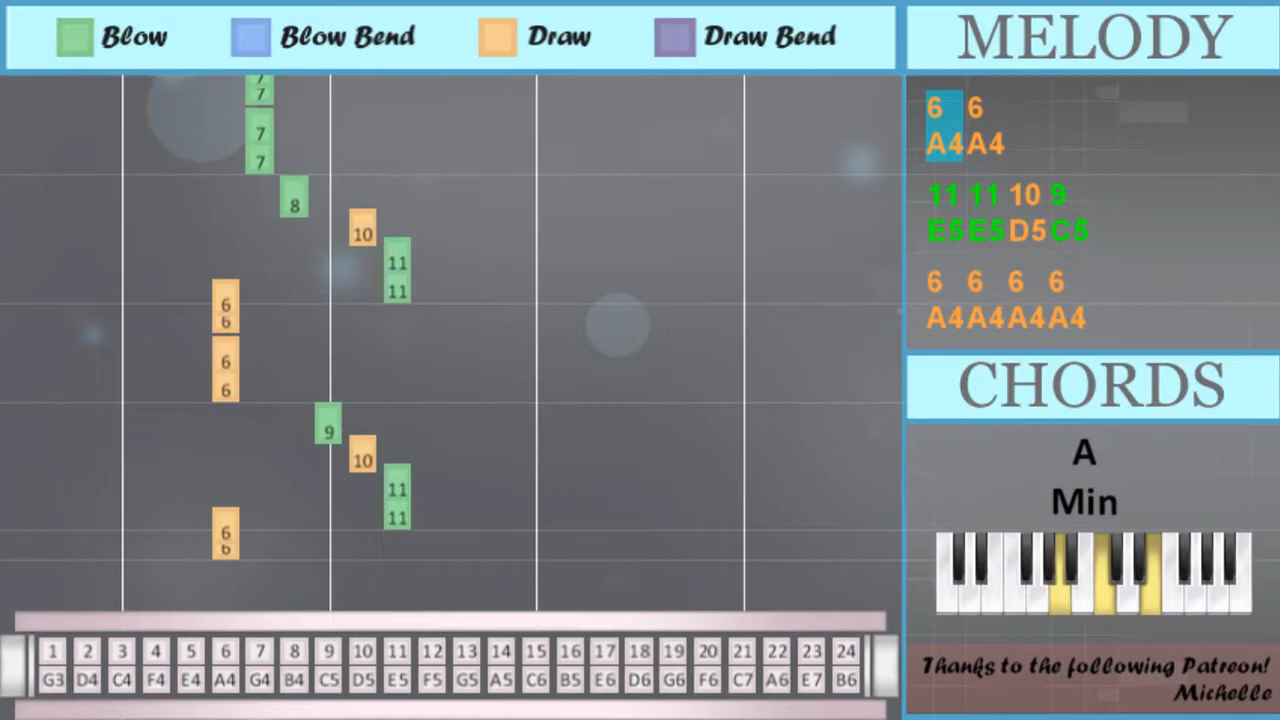 Blow Blow Bend Draw Draw Bend
MELODY
6 6
A4 A4
11 11 10 9
E5 E5 D5 C5
6 6 6 6
A4 A4 A4 A4
7
7
7
7
8
10
11
11
6
6
6
6
9
10
11
11
6
6
CHORDS
A
Min
1 2 3 4 5 6 7 8 9 10 11 12 13 14 15 16 17 18 19 20 21 22 23 24
G3 D4 C4 F4 E4 A4 G4 B4 C5 D5 E5 F5 G5 A5 C6 B5 E6 D6 G6 F6 C7 A6 E7 B6
Thanks to the following Patreon!
Michelle